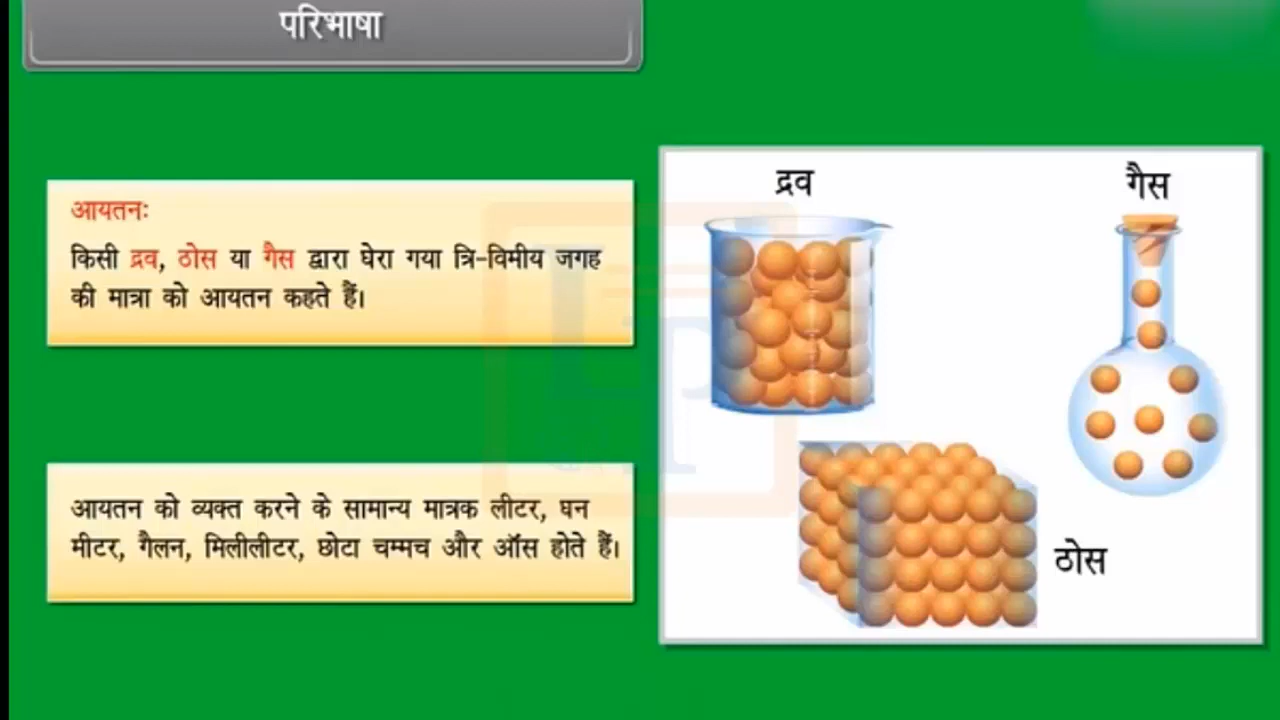 परिभाषा
आयतनः
किसी द्रव, ठोस या गैस द्वारा घेरा गया त्रि-विमीय जगह
की मात्रा को आयतन कहते हैं।
आयतन को व्यक्त करने के सामान्य मात्रक लीटर, घन
मीटर, गैलन, मिलीलीटर, छोटा चम्मच और ऑंस होते हैं।
द्रव
गैस
ठोस